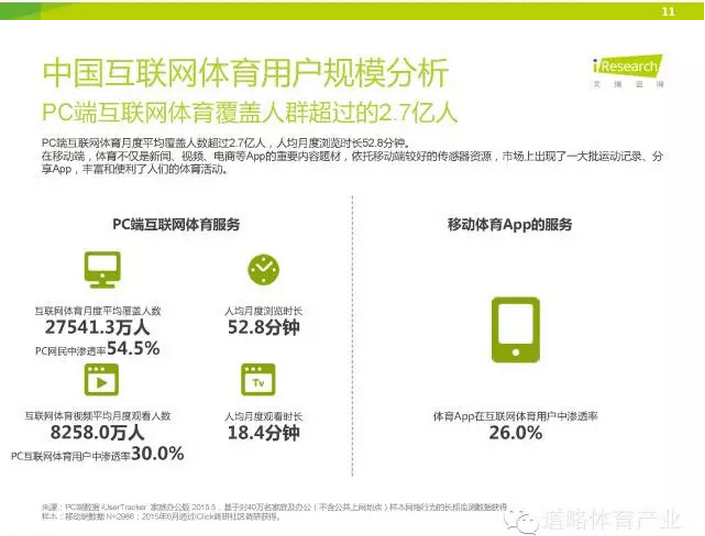 11
中国互联网体育用户规模分析
iResearch
艾瑞咨询
PC端互联网体育覆盖人群超过的2.7亿人
PC端互联网体育月度平均覆盖人数超过2.7亿人，人均月度浏览时长52.8分钟。
在移动端，体育不仅是新闻、视频、电商等App的重要内容题材，依托移动端较好的传感器资源，市场上出现了一大批运动记录、分
享App，丰富和便利了人们的体育活动。
PC端互联网体育服务
移动体育App的服务
互联网体育月度平均覆盖人数
27541.3万人
PC网民中渗透率54.5%
人均月度浏览时长
52.8分钟
Tv
互联网体育视频平均月度观看人数
8258.0万人
PC互联网体育用户中渗透率30.0%
人均月度观看时长
18.4分钟
体育App在互联网体育用户中渗透率
26.0%
来源：PC端数据 iUserTracker 家庭办公版 2015.5，基于对40万名家庭及办公（不含公共上网地点）样本网络行为的长期监测数据获得。
样本：移动端数据 N=2966；2015年6月通过iClick调研社区调研获得。
道略体育产业